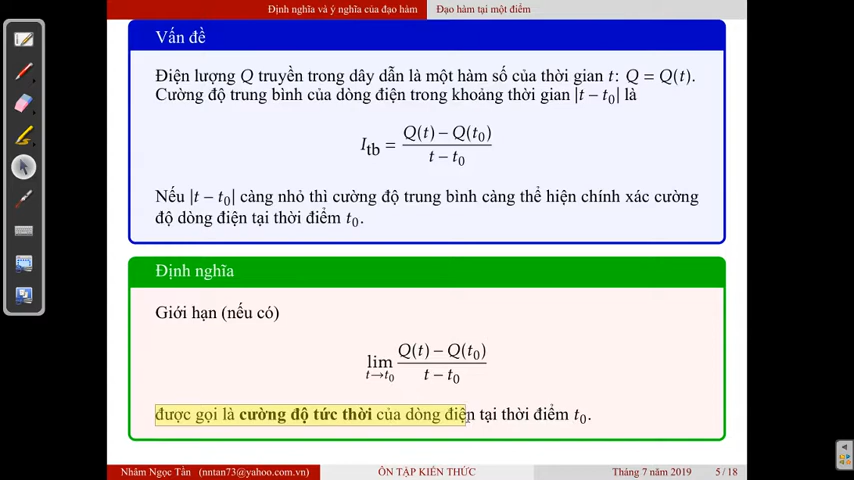 Định nghĩa và ý nghĩa của đạo hàm Đạo hàm tại một điểm
Vấn đề
Điện lượng Q truyền trong dây dẫn là một hàm số của thời gian t: Q = Q(t).
Cường độ trung bình của dòng điện trong khoảng thời gian |t − t₀| là
Iₜb = (Q(t) − Q(t₀)) / (t − t₀)
Nếu |t − t₀| càng nhỏ thì cường độ trung bình càng thể hiện chính xác cường
độ dòng điện tại thời điểm t₀.
Định nghĩa
Giới hạn (nếu có)
lim t→t₀ (Q(t) − Q(t₀)) / (t − t₀)
được gọi là cường độ tức thời của dòng điện tại thời điểm t₀.
Nhâm Ngọc Tần (nntan73@yahoo.com.vn) ÔN TẬP KIẾN THỨC Tháng 7 năm 2019 5 / 18